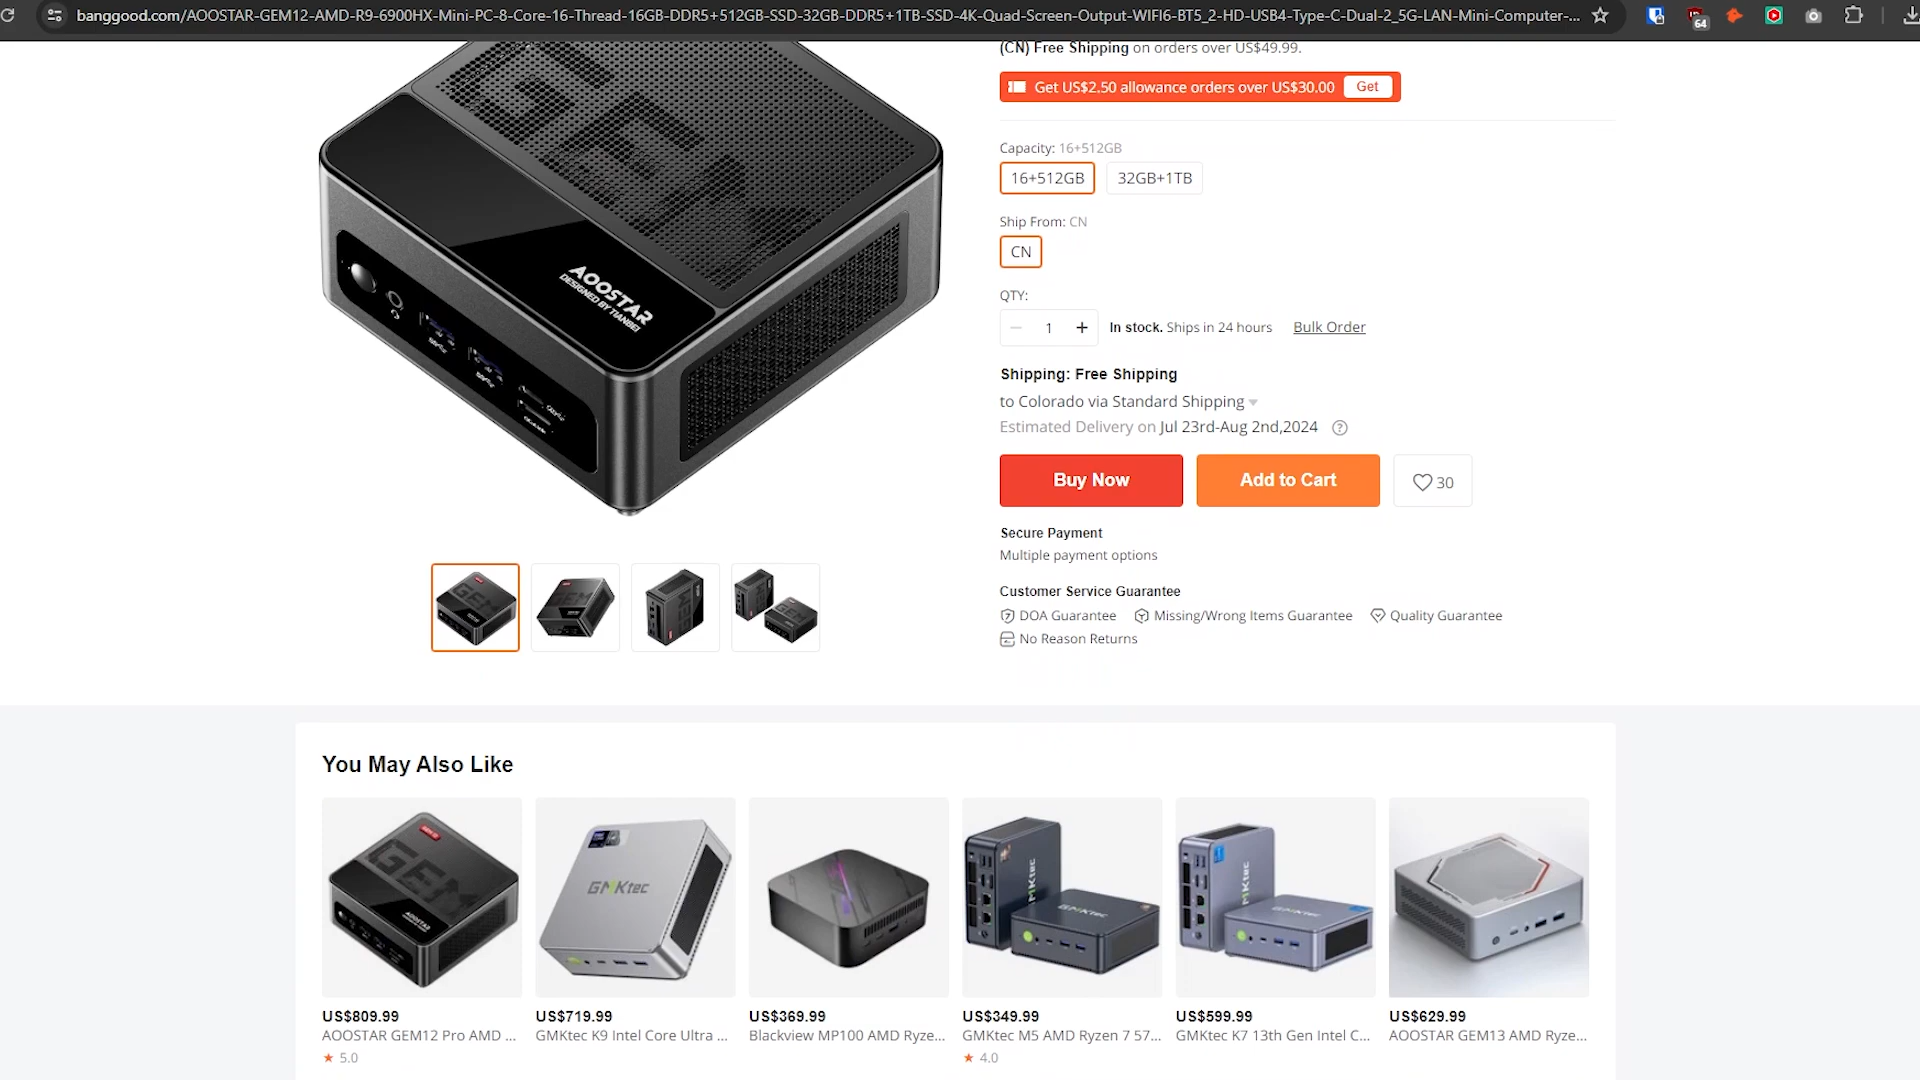 banggood.com/AOOSTAR-GEM12-AMD-R9-6900HX-Mini-PC-8-Core-16-Thread-16GB-DDR5+512GB-SSD-32GB-DDR5+1TB-SSD-4K-Quad-Screen-Output-WIFI6-BT5_2-HD-USB4-Type-C-Dual-2_5G-LAN-Mini-Computer-...
64
(CN) Free Shipping on orders over US$49.99.
Get US$2.50 allowance orders over US$30.00 Get
GEM
AOOSTAR
DESIGNED BY TIANBEI
Capacity: 16+512GB
16+512GB 32GB+1TB
Ship From: CN
CN
QTY:
− 1 + In stock. Ships in 24 hours Bulk Order
Shipping: Free Shipping
to Colorado via Standard Shipping
Estimated Delivery on Jul 23rd-Aug 2nd,2024 ?
Buy Now Add to Cart 30
Secure Payment
Multiple payment options
Customer Service Guarantee
DOA Guarantee Missing/Wrong Items Guarantee Quality Guarantee
No Reason Returns
You May Also Like
GEM
AOOSTAR
GMKtec
GMKtec
GMKtec
US$809.99 US$719.99 US$369.99 US$349.99 US$599.99 US$629.99
AOOSTAR GEM12 Pro AMD ... GMKtec K9 Intel Core Ultra ... Blackview MP100 AMD Ryze... GMKtec M5 AMD Ryzen 7 57... GMKtec K7 13th Gen Intel C... AOOSTAR GEM13 AMD Ryze...
★ 5.0 ★ 4.0